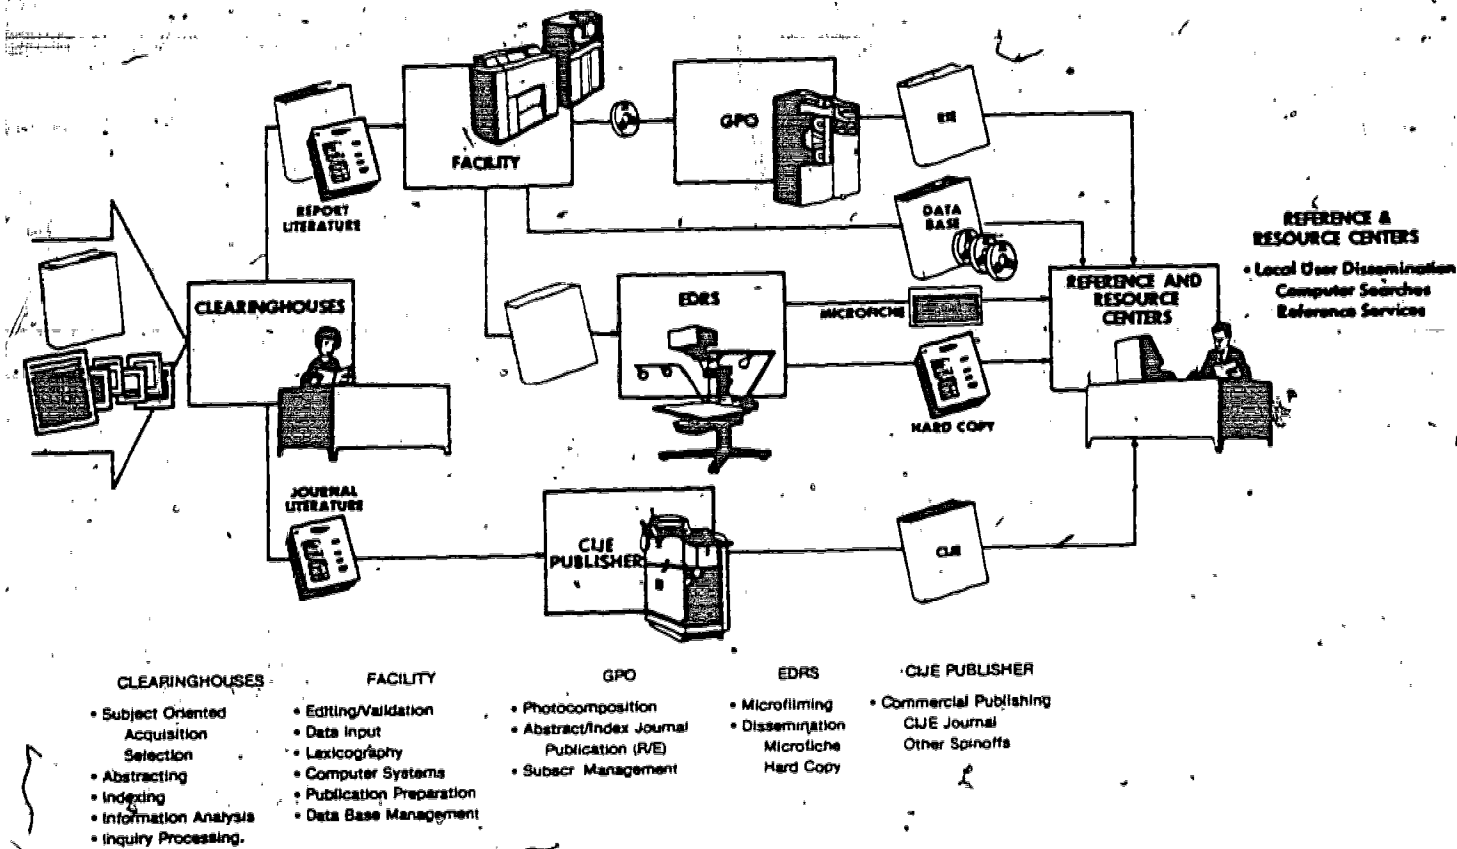 GPO
RIE
FACILITY
REPORT
LITERATURE
DATA
BASE
REFERENCE &
RESOURCE CENTERS
• Local User Dissemination
Computer Searches
Reference Services
CLEARINGHOUSES
EDRS
MICROFICHE
REFERENCE AND
RESOURCE
CENTERS
HARD COPY
JOURNAL
LITERATURE
CIJE
PUBLISHER
CIJE
CLEARINGHOUSES
• Subject Oriented
Acquisition
Selection
• Abstracting
• Indexing
• Information Analysis
• Inquiry Processing.
FACILITY
• Editing/Validation
• Data Input
• Lexicography
• Computer Systems
• Publication Preparation
• Data Base Management
GPO
• Photocomposition
• Abstract/Index Journal
Publication (RIE)
• Subscr Management
EDRS
• Microfilming
• Dissemination
Microfiche
Hard Copy
CIJE PUBLISHER
• Commercial Publishing
CIJE Journal
Other Spinoffs